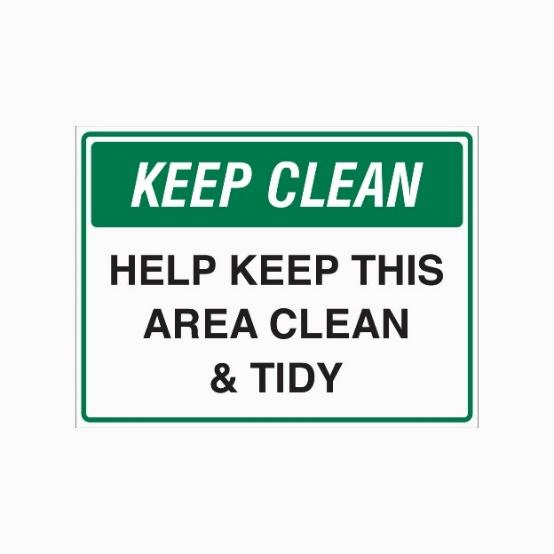 KEEP CLEAN
HELP KEEP THIS
AREA CLEAN
& TIDY